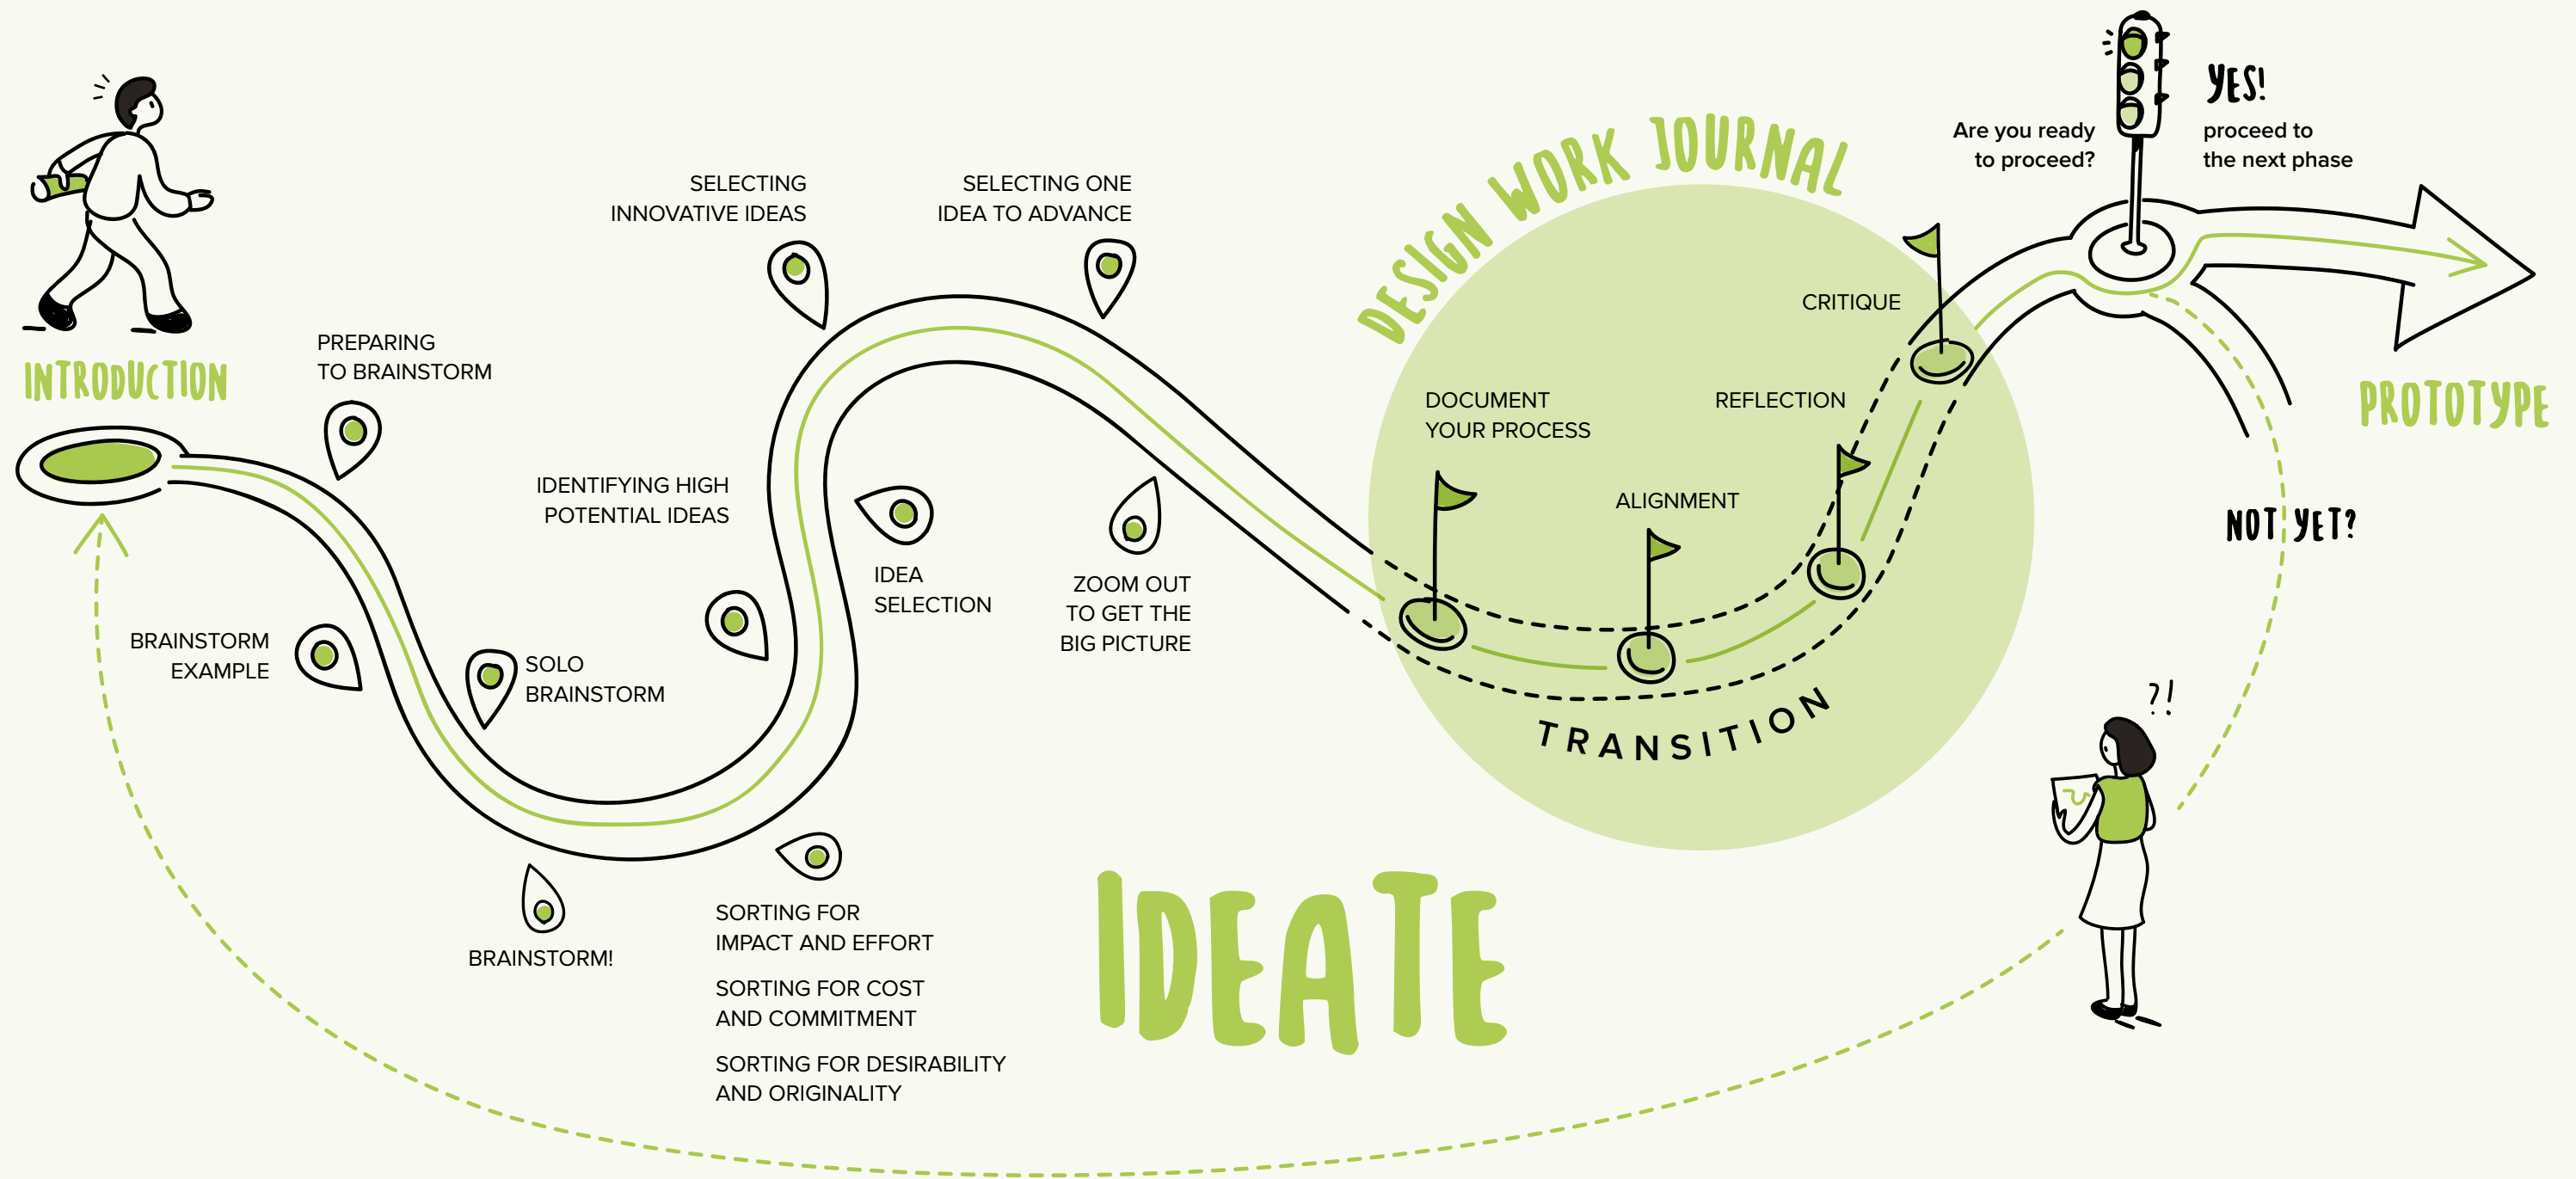 INTRODUCTION
PREPARING
TO BRAINSTORM
BRAINSTORM
EXAMPLE
SOLO
BRAINSTORM
BRAINSTORM!
SORTING FOR
IMPACT AND EFFORT
SORTING FOR COST
AND COMMITMENT
SORTING FOR DESIRABILITY
AND ORIGINALITY
IDENTIFYING HIGH
POTENTIAL IDEAS
IDEA
SELECTION
SELECTING
INNOVATIVE IDEAS
SELECTING ONE
IDEA TO ADVANCE
ZOOM OUT
TO GET THE
BIG PICTURE
IDEATE
DESIGN WORK JOURNAL
DOCUMENT
YOUR PROCESS
ALIGNMENT
REFLECTION
CRITIQUE
TRANSITION
Are you ready
to proceed?
YES!
proceed to
the next phase
PROTOTYPE
NOT YET?
?!